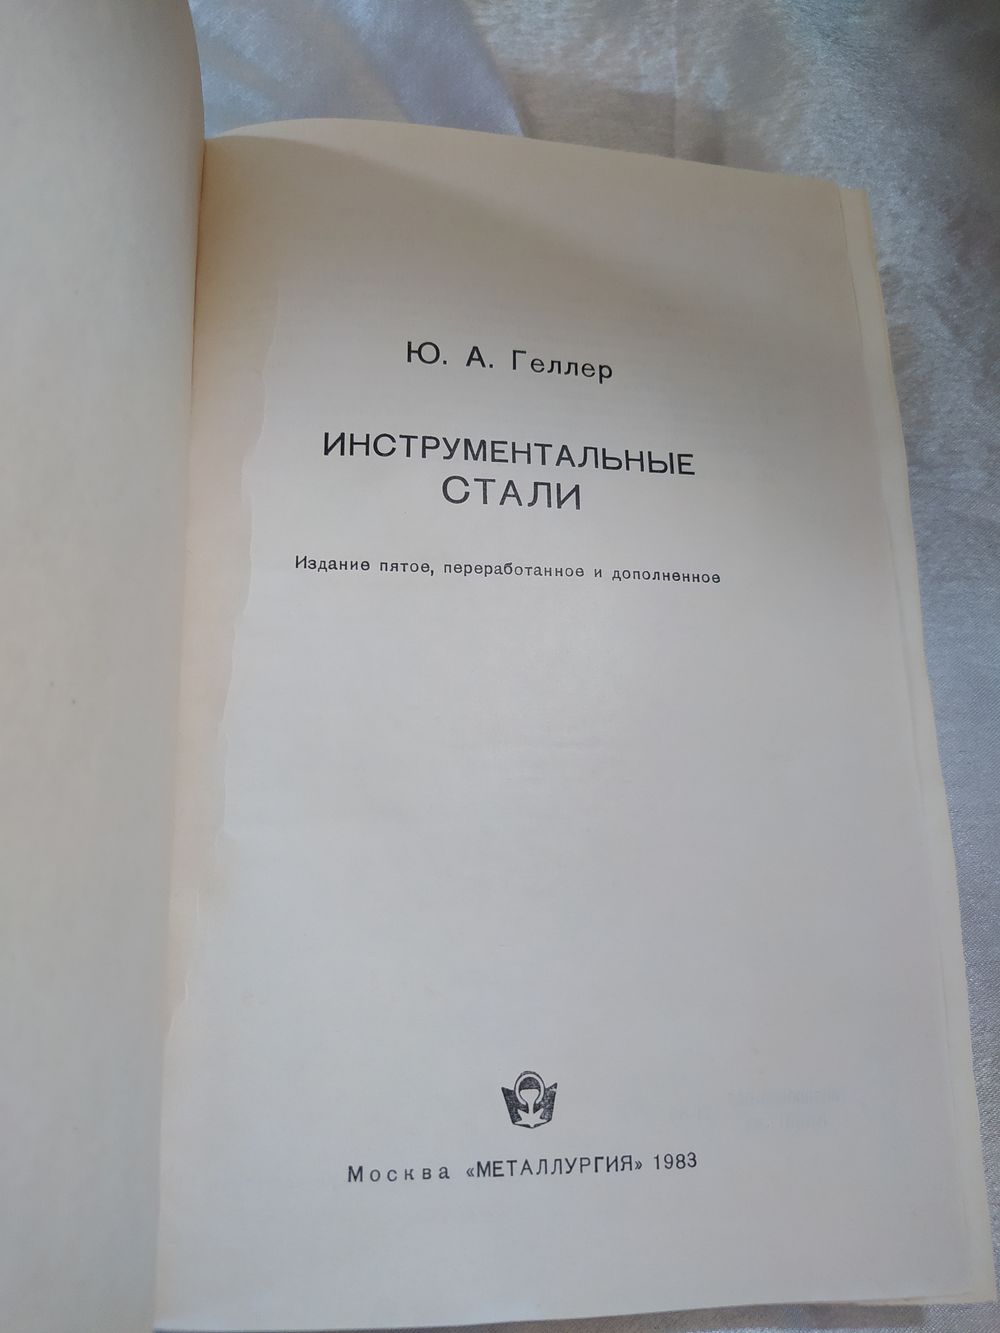 Ю. А. Геллер
ИНСТРУМЕНТАЛЬНЫЕ
СТАЛИ
Издание пятое, переработанное и дополненное
Москва «МЕТАЛЛУРГИЯ» 1983